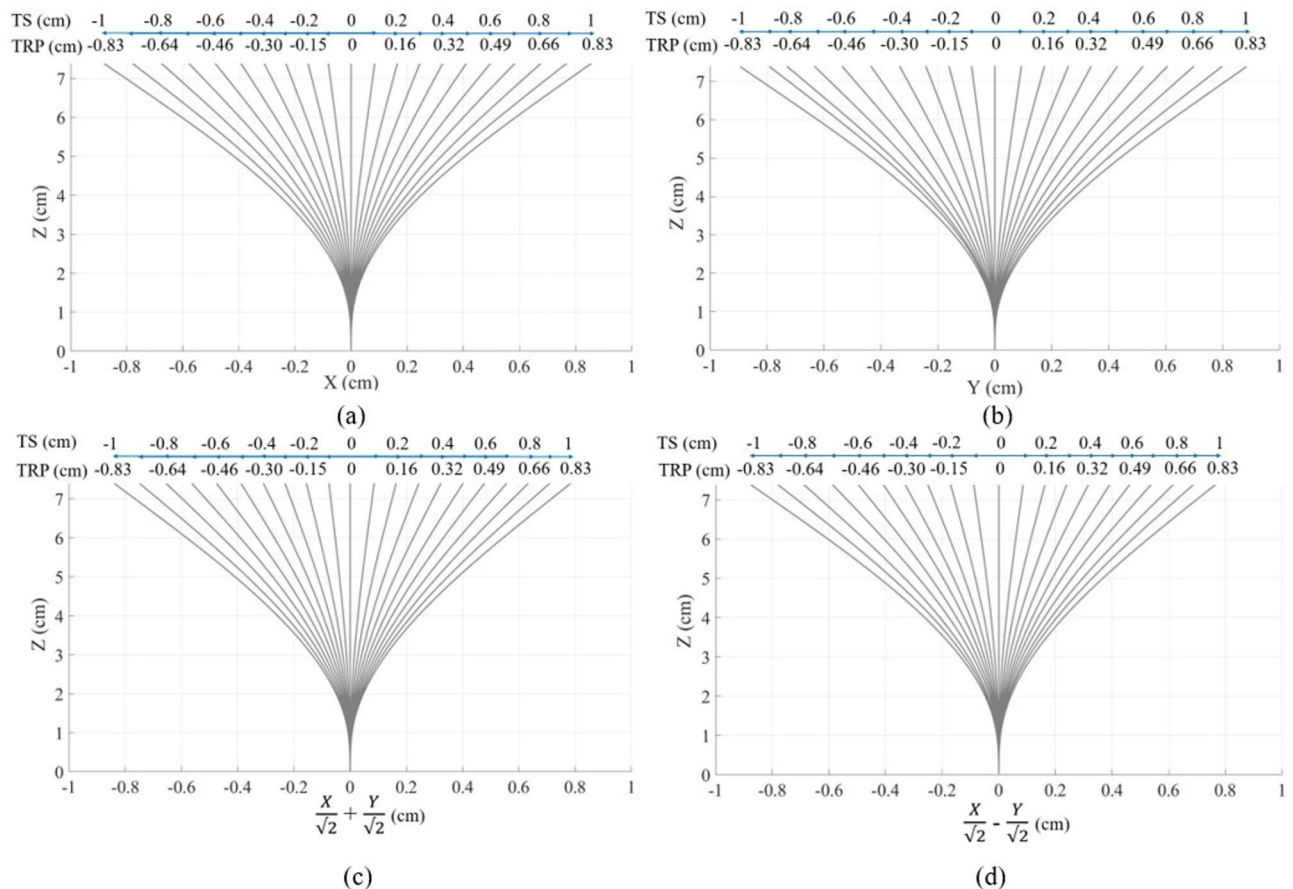 TS (cm) -1 -0.8 -0.6 -0.4 -0.2 0 0.2 0.4 0.6 0.8 1
TRP (cm) -0.83 -0.64 -0.46 -0.30 -0.15 0 0.16 0.32 0.49 0.66 0.83
7
6
5
4
3
2
1
0
Z (cm)
-1 -0.8 -0.6 -0.4 -0.2 0 0.2 0.4 0.6 0.8 1
X (cm)
(a)
TS (cm) -1 -0.8 -0.6 -0.4 -0.2 0 0.2 0.4 0.6 0.8 1
TRP (cm) -0.83 -0.64 -0.46 -0.30 -0.15 0 0.16 0.32 0.49 0.66 0.83
7
6
5
4
3
2
1
0
Z (cm)
-1 -0.8 -0.6 -0.4 -0.2 0 0.2 0.4 0.6 0.8 1
Y (cm)
(b)
TS (cm) -1 -0.8 -0.6 -0.4 -0.2 0 0.2 0.4 0.6 0.8 1
TRP (cm) -0.83 -0.64 -0.46 -0.30 -0.15 0 0.16 0.32 0.49 0.66 0.83
7
6
5
4
3
2
1
0
Z (cm)
-1 -0.8 -0.6 -0.4 -0.2 0 0.2 0.4 0.6 0.8 1
X/√2 + Y/√2 (cm)
(c)
TS (cm) -1 -0.8 -0.6 -0.4 -0.2 0 0.2 0.4 0.6 0.8 1
TRP (cm) -0.83 -0.64 -0.46 -0.30 -0.15 0 0.16 0.32 0.49 0.66 0.83
7
6
5
4
3
2
1
0
Z (cm)
-1 -0.8 -0.6 -0.4 -0.2 0 0.2 0.4 0.6 0.8 1
X/√2 - Y/√2 (cm)
(d)